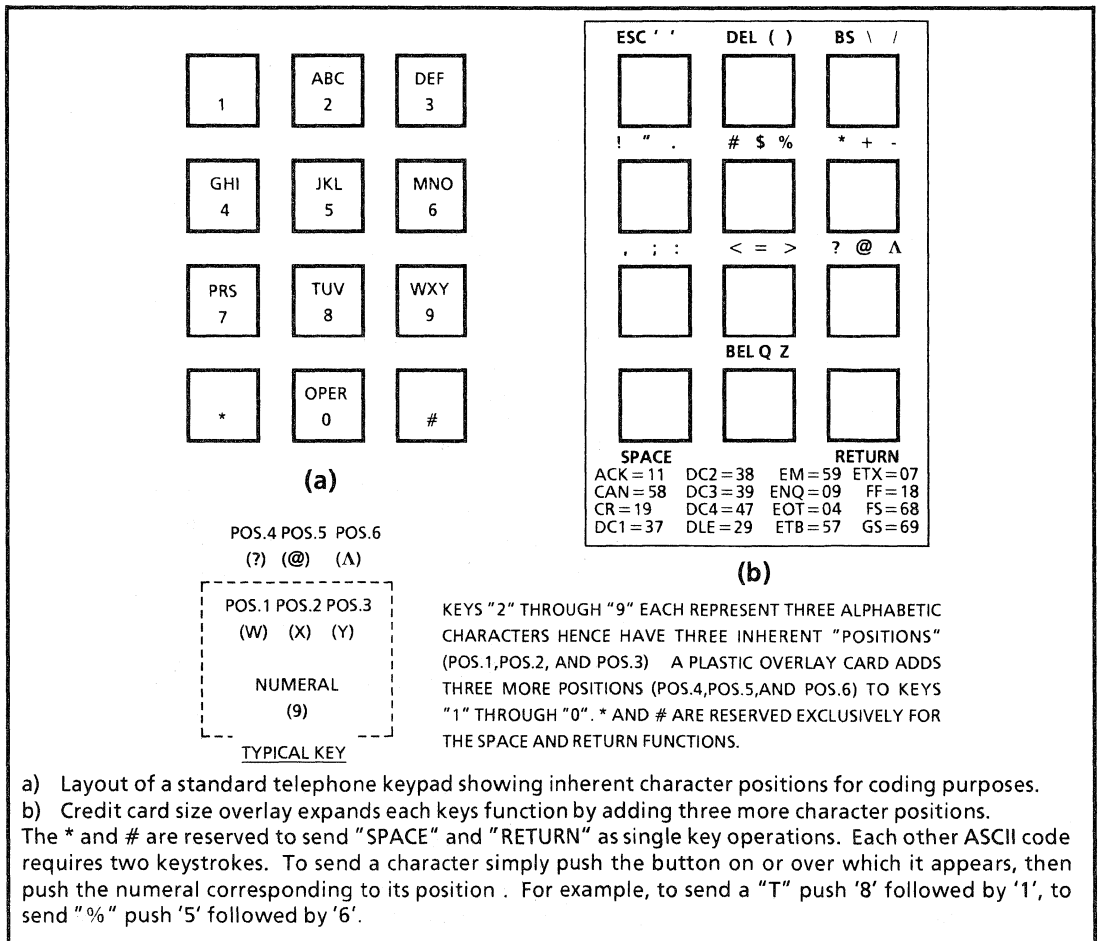 1
ABC
2
DEF
3
GHI
4
JKL
5
MNO
6
PRS
7
TUV
8
WXY
9
*
OPER
0
#
(a)
ESC ' '
DEL ( )
BS \ /
! " .
# $ %
* + -
, ; :
< = >
? @ Λ
BEL Q Z
SPACE
RETURN
ACK=11 DC2=38 EM=59 ETX=07
CAN=58 DC3=39 ENQ=09 FF=18
CR=19 DC4=47 EOT=04 FS=68
DC1=37 DLE=29 ETB=57 GS=69
(b)
POS.4 POS.5 POS.6
(?) (@) (Λ)
POS.1 POS.2 POS.3
(W) (X) (Y)
NUMERAL
(9)
TYPICAL KEY
KEYS "2" THROUGH "9" EACH REPRESENT THREE ALPHABETIC
CHARACTERS HENCE HAVE THREE INHERENT "POSITIONS"
(POS.1,POS.2, AND POS.3) A PLASTIC OVERLAY CARD ADDS
THREE MORE POSITIONS (POS.4,POS.5,AND POS.6) TO KEYS
"1" THROUGH "0". * AND # ARE RESERVED EXCLUSIVELY FOR
THE SPACE AND RETURN FUNCTIONS.
a) Layout of a standard telephone keypad showing inherent character positions for coding purposes.
b) Credit card size overlay expands each keys function by adding three more character positions.
The * and # are reserved to send "SPACE" and "RETURN" as single key operations. Each other ASCII code
requires two keystrokes. To send a character simply push the button on or over which it appears, then
push the numeral corresponding to its position . For example, to send a "T" push '8' followed by '1', to
send "%" push '5' followed by '6'.